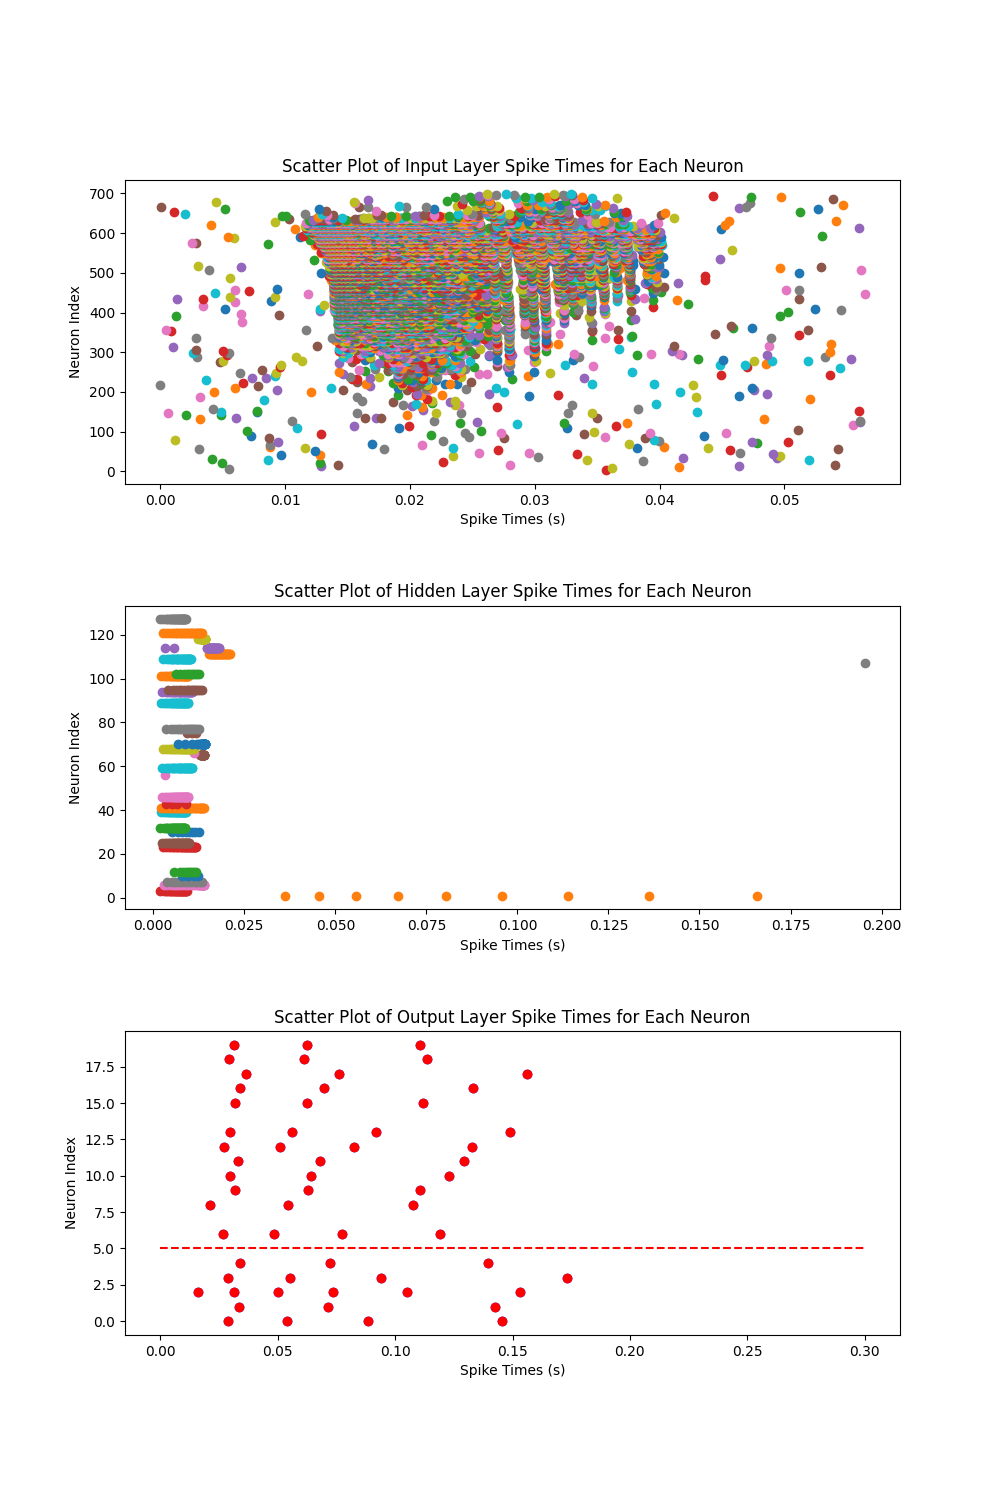 Scatter Plot of Input Layer Spike Times for Each Neuron
Neuron Index
700
600
500
400
300
200
100
0
0.00 0.01 0.02 0.03 0.04 0.05
Spike Times (s)
Scatter Plot of Hidden Layer Spike Times for Each Neuron
Neuron Index
120
100
80
60
40
20
0
0.000 0.025 0.050 0.075 0.100 0.125 0.150 0.175 0.200
Spike Times (s)
Scatter Plot of Output Layer Spike Times for Each Neuron
Neuron Index
17.5
15.0
12.5
10.0
7.5
5.0
2.5
0.0
0.00 0.05 0.10 0.15 0.20 0.25 0.30
Spike Times (s)